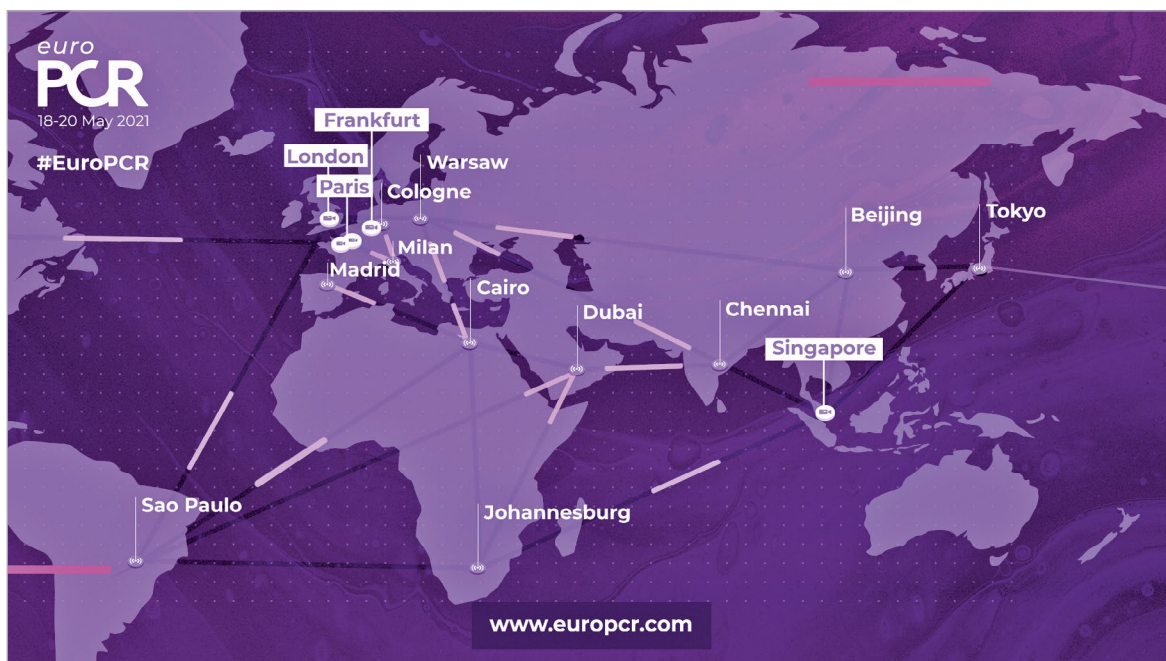 euro
PCR
18-20 May 2021
#EuroPCR
Frankfurt
London
Warsaw
Paris
Cologne
Beijing
Tokyo
Milan
Madrid
Cairo
Dubai
Chennai
Singapore
Sao Paulo
Johannesburg
www.europcr.com